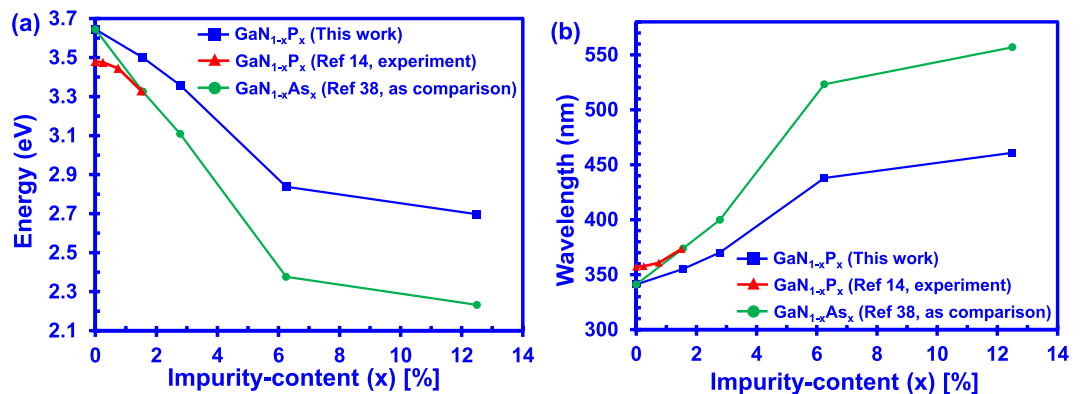 (a)
Energy (eV)
3.7
3.5
3.3
3.1
2.9
2.7
2.5
2.3
2.1
GaN1-xPx (This work)
GaN1-xPx (Ref 14, experiment)
GaN1-xAsx (Ref 38, as comparison)
0 2 4 6 8 10 12 14
Impurity-content (x) [%]
(b)
Wavelength (nm)
550
500
450
400
350
300
GaN1-xPx (This work)
GaN1-xPx (Ref 14, experiment)
GaN1-xAsx (Ref 38, as comparison)
0 2 4 6 8 10 12 14
Impurity-content (x) [%]